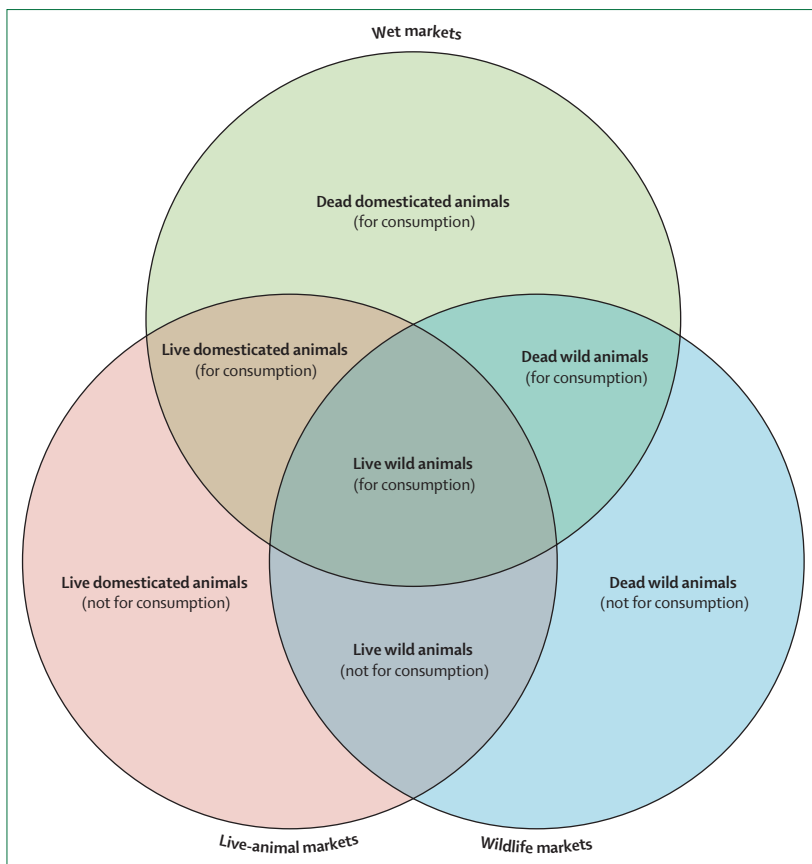 Wet markets
Dead domesticated animals
(for consumption)
Live domesticated animals
(for consumption)
Dead wild animals
(for consumption)
Live wild animals
(for consumption)
Live domesticated animals
(not for consumption)
Dead wild animals
(not for consumption)
Live wild animals
(not for consumption)
Live-animal markets
Wildlife markets